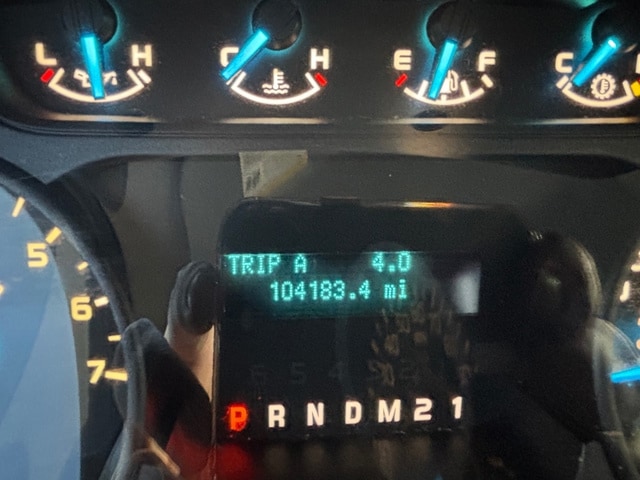 L H C H E F C
5
6
7
TRIP A 4.0
104183.4 mi
P R N D M 2 1